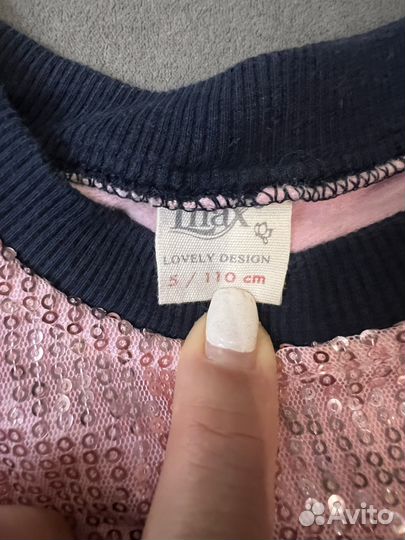 max
LOVELY DESIGN
5 / 110 cm
Avito